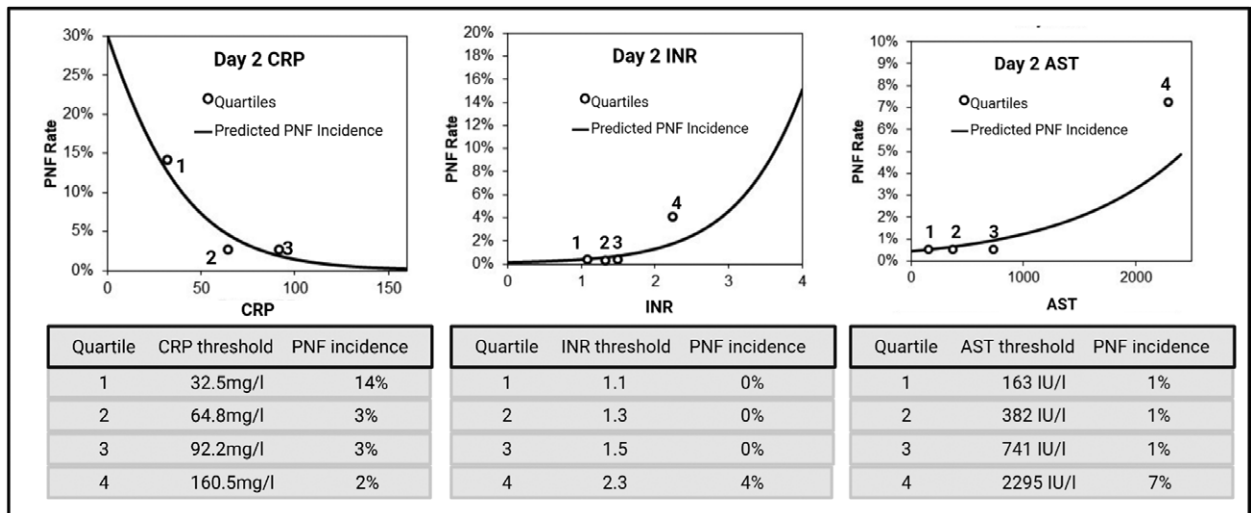 Day 2 CRP
30%
25%
20%
15%
10%
5%
0%
PNF Rate
Quartiles
Predicted PNF Incidence
1
2
3
0
50
100
150
CRP
Day 2 INR
20%
18%
16%
14%
12%
10%
8%
6%
4%
2%
0%
PNF Rate
Quartiles
Predicted PNF Incidence
1
2
3
4
0
1
2
3
4
INR
Day 2 AST
10%
9%
8%
7%
6%
5%
4%
3%
2%
1%
0%
PNF Rate
Quartiles
Predicted PNF Incidence
1
2
3
4
0
1000
2000
AST
Quartile CRP threshold PNF incidence
1 32.5mg/l 14%
2 64.8mg/l 3%
3 92.2mg/l 3%
4 160.5mg/l 2%
Quartile INR threshold PNF incidence
1 1.1 0%
2 1.3 0%
3 1.5 0%
4 2.3 4%
Quartile AST threshold PNF incidence
1 163 IU/l 1%
2 382 IU/l 1%
3 741 IU/l 1%
4 2295 IU/l 7%